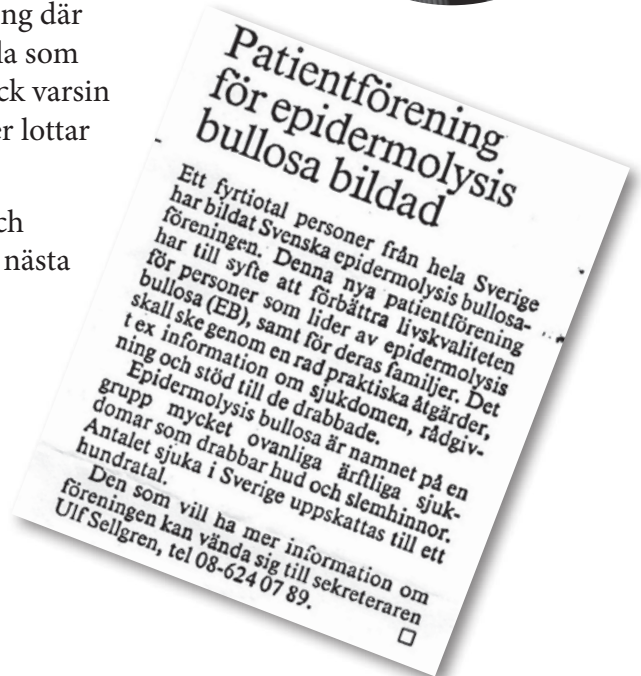 ng där
la som
ck varsin
er lottar
ch
nästa
Patientförening
för epidermolysis
bullosa bildad
Ett fyrtiotal personer från hela Sverige
har bildat Svenska epidermolysis bullosa-
föreningen. Denna nya patientförening
har till syfte att förbättra livskvaliteten
för personer som lider av epidermolysis
bullosa (EB), samt för deras familjer. Det
skall ske genom en rad praktiska åtgärder,
t ex information om sjukdomen, rådgiv-
ning och stöd till de drabbade.
Epidermolysis bullosa är namnet på en
grupp mycket ovanliga ärftliga sjuk-
domar som drabbar hud och slemhinnor.
Antalet sjuka i Sverige uppskattas till ett
hundratal.
Den som vill ha mer information om
föreningen kan vända sig till sekreteraren
Ulf Sellgren, tel 08-624 07 89.